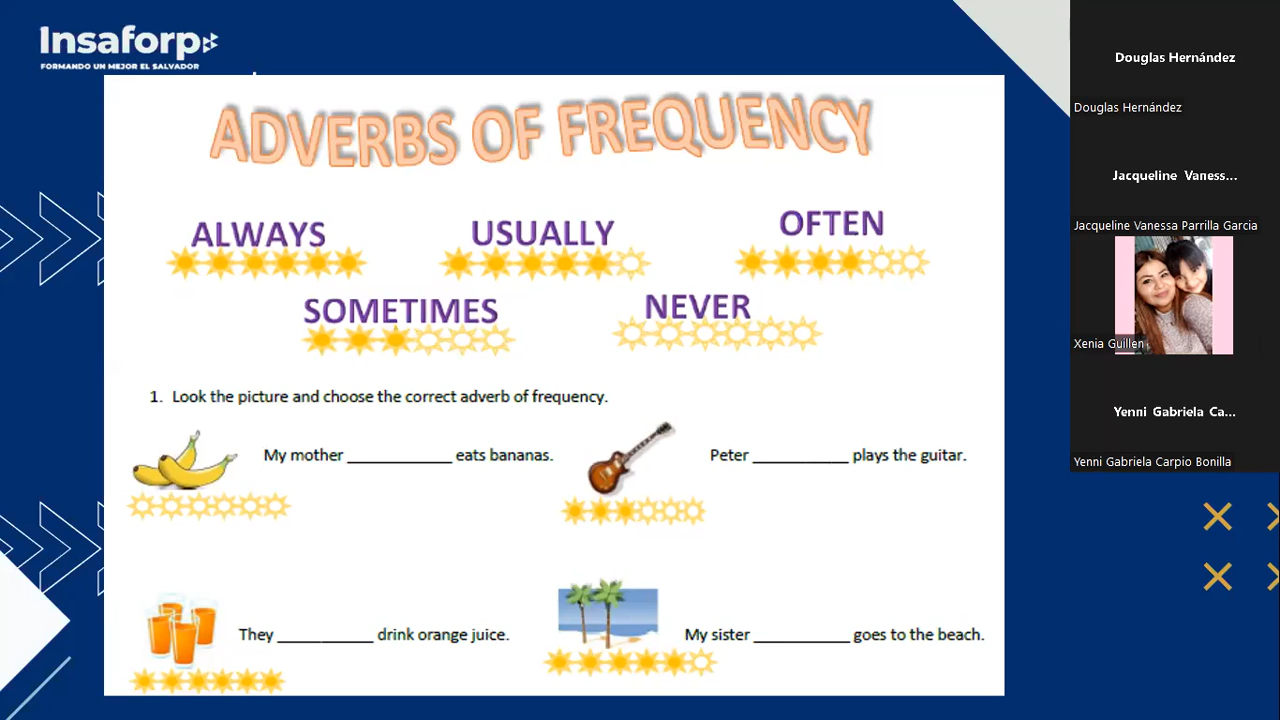 Insaforp
FORMANDO UN MEJOR EL SALVADOR
ADVERBS OF FREQUENCY
ALWAYS
USUALLY
OFTEN
SOMETIMES
NEVER
1. Look the picture and choose the correct adverb of frequency.
My mother ____________ eats bananas.
Peter ___________ plays the guitar.
They ___________ drink orange juice.
My sister ___________ goes to the beach.
Douglas Hernández
Douglas Hernández
Jacqueline Vaness...
Jacqueline Vanessa Parrilla Garcia
Xenia Guillen
Yenni Gabriela Ca...
Yenni Gabriela Carpio Bonilla